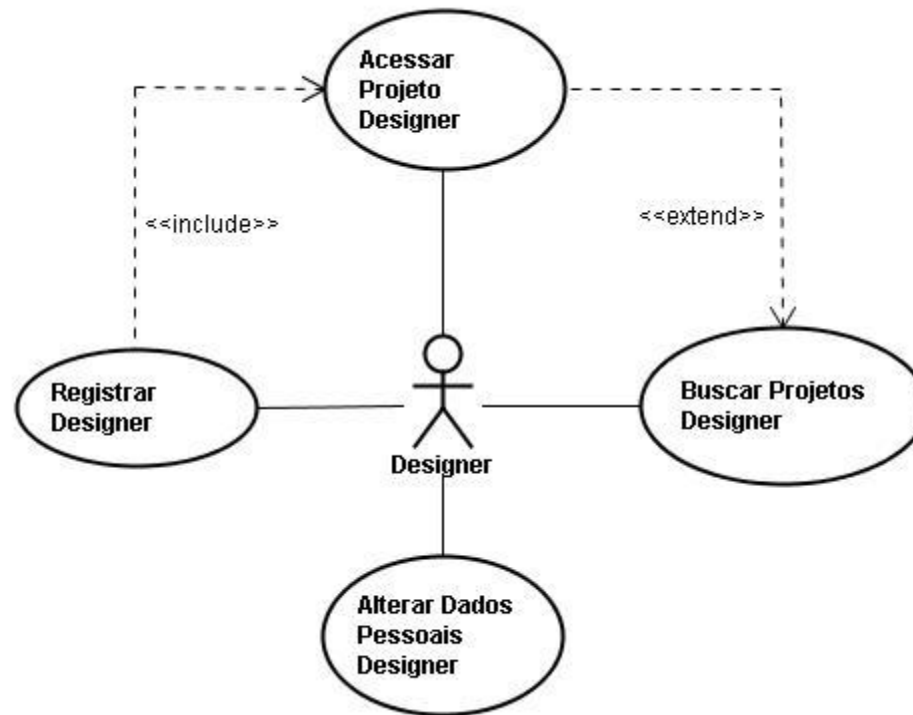 Acessar
Projeto
Designer
<<include>>
<<extend>>
Registrar
Designer
Buscar Projetos
Designer
Designer
Alterar Dados
Pessoais
Designer